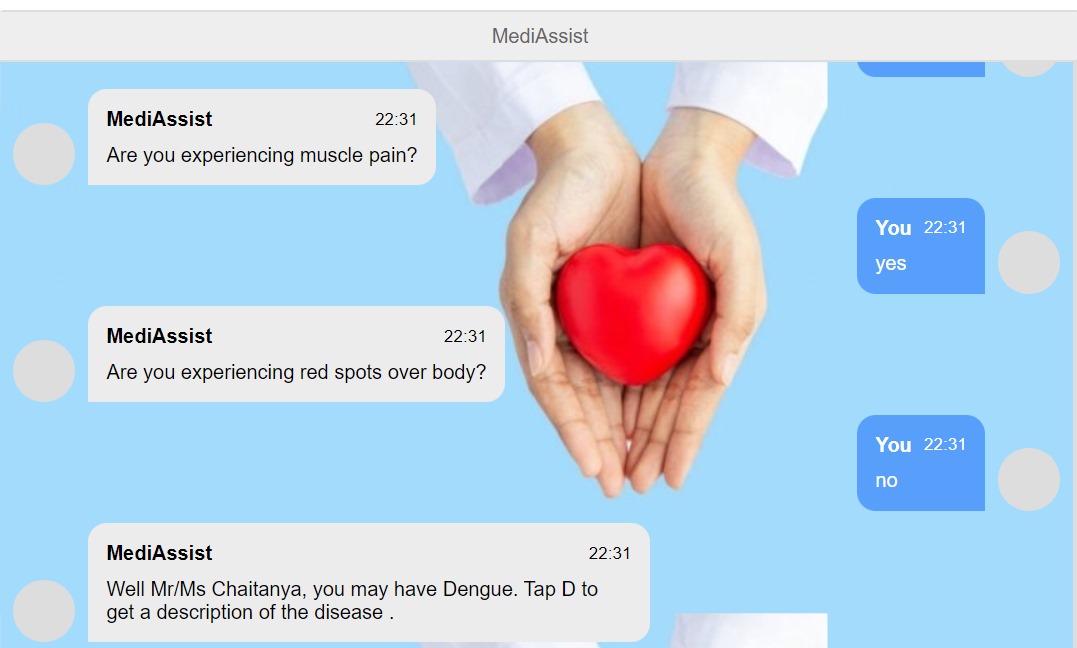 MediAssist
MediAssist 22:31
Are you experiencing muscle pain?
You 22:31
yes
MediAssist 22:31
Are you experiencing red spots over body?
You 22:31
no
MediAssist 22:31
Well Mr/Ms Chaitanya, you may have Dengue. Tap D to
get a description of the disease .